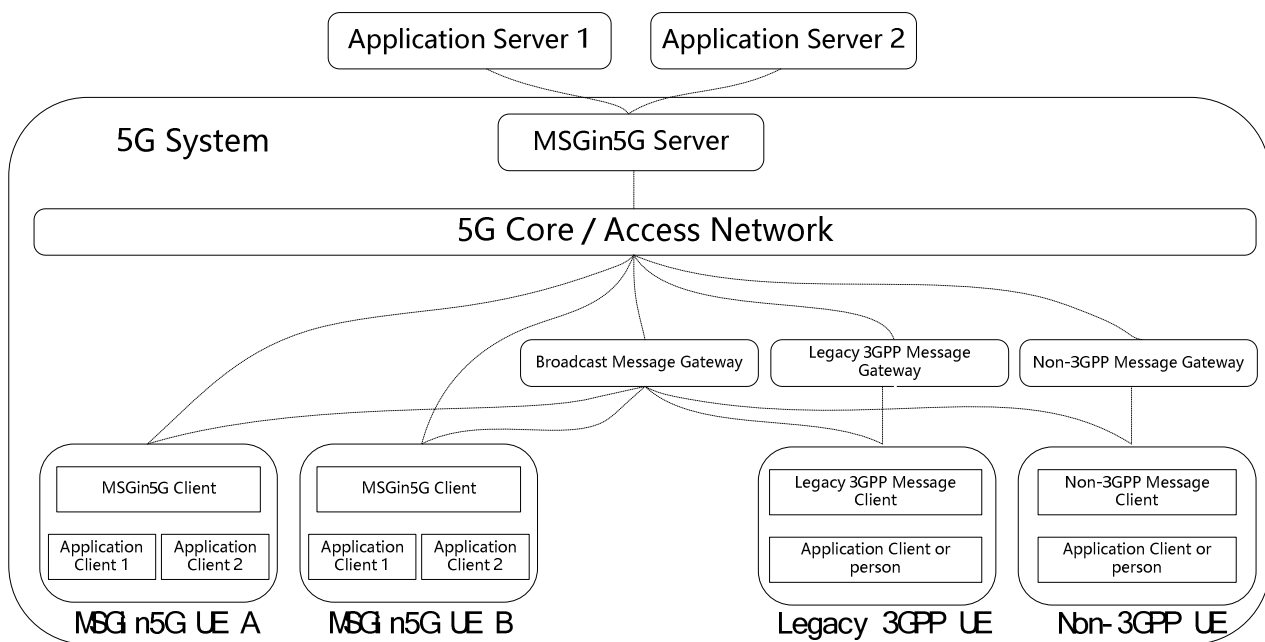 Application Server 1
Application Server 2
5G System
MSGin5G Server
5G Core / Access Network
Broadcast Message Gateway
Legacy 3GPP Message
Gateway
Non-3GPP Message Gateway
MSGin5G Client
Application
Client 1
Application
Client 2
MSGin5G UE A
MSGin5G Client
Application
Client 1
Application
Client 2
MSGin5G UE B
Legacy 3GPP Message
Client
Application Client or
person
Legacy 3GPP UE
Non-3GPP Message
Client
Application Client or
person
Non-3GPP UE